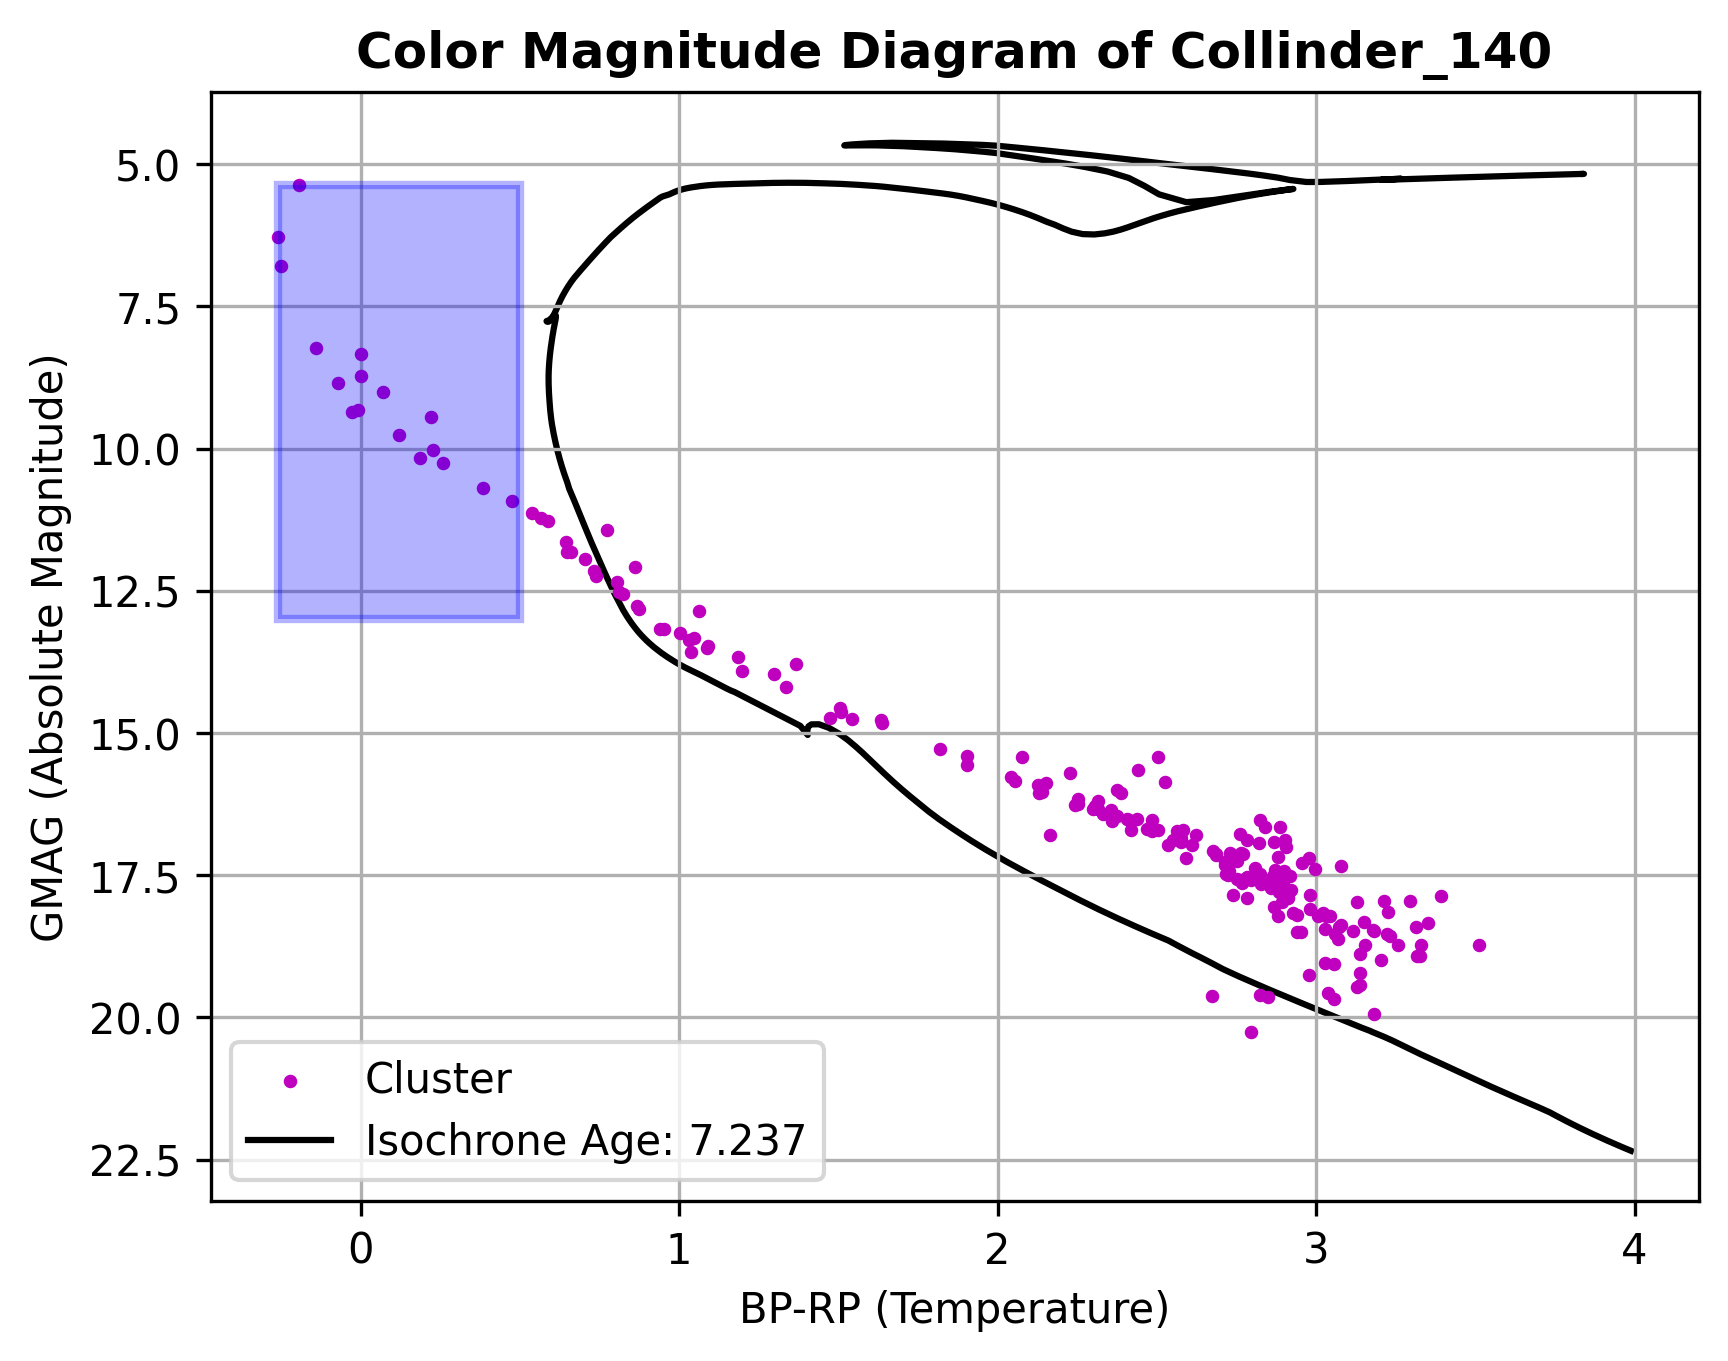 Color Magnitude Diagram of Collinder_140
GMAG (Absolute Magnitude)
5.0
7.5
10.0
12.5
15.0
17.5
20.0
22.5
Cluster
Isochrone Age: 7.237
0 1 2 3 4
BP-RP (Temperature)